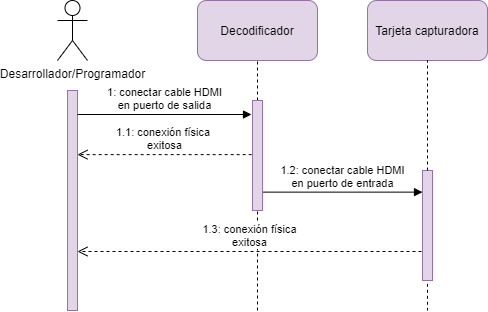 Decodificador
Tarjeta capturadora
Desarrollador/Programador
1: conectar cable HDMI
en puerto de salida
1.1: conexión física
exitosa
1.2: conectar cable HDMI
en puerto de entrada
1.3: conexión física
exitosa